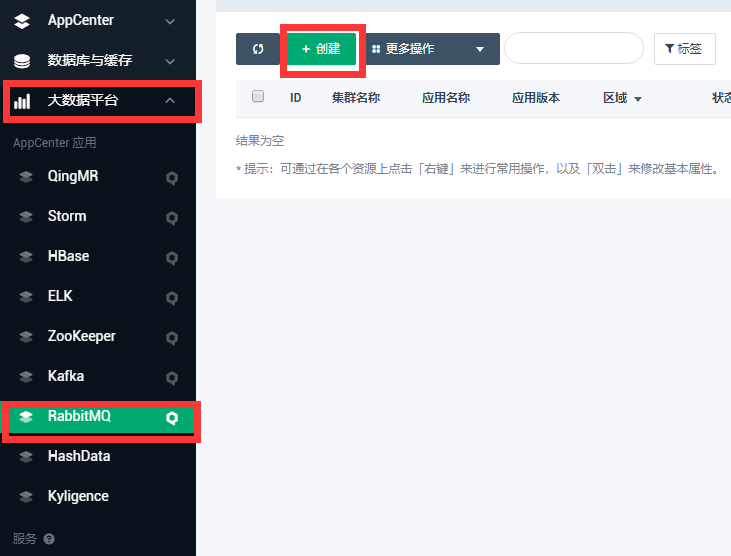 AppCenter
数据库与缓存
大数据平台
AppCenter 应用
QingMR
Storm
HBase
ELK
ZooKeeper
Kafka
RabbitMQ
HashData
Kyligence
服务
+ 创建 更多操作 标签
ID 集群名称 应用名称 应用版本 区域 状态
结果为空
* 提示：可通过在各个资源上点击「右键」来进行常用操作，以及「双击」来修改基本属性。